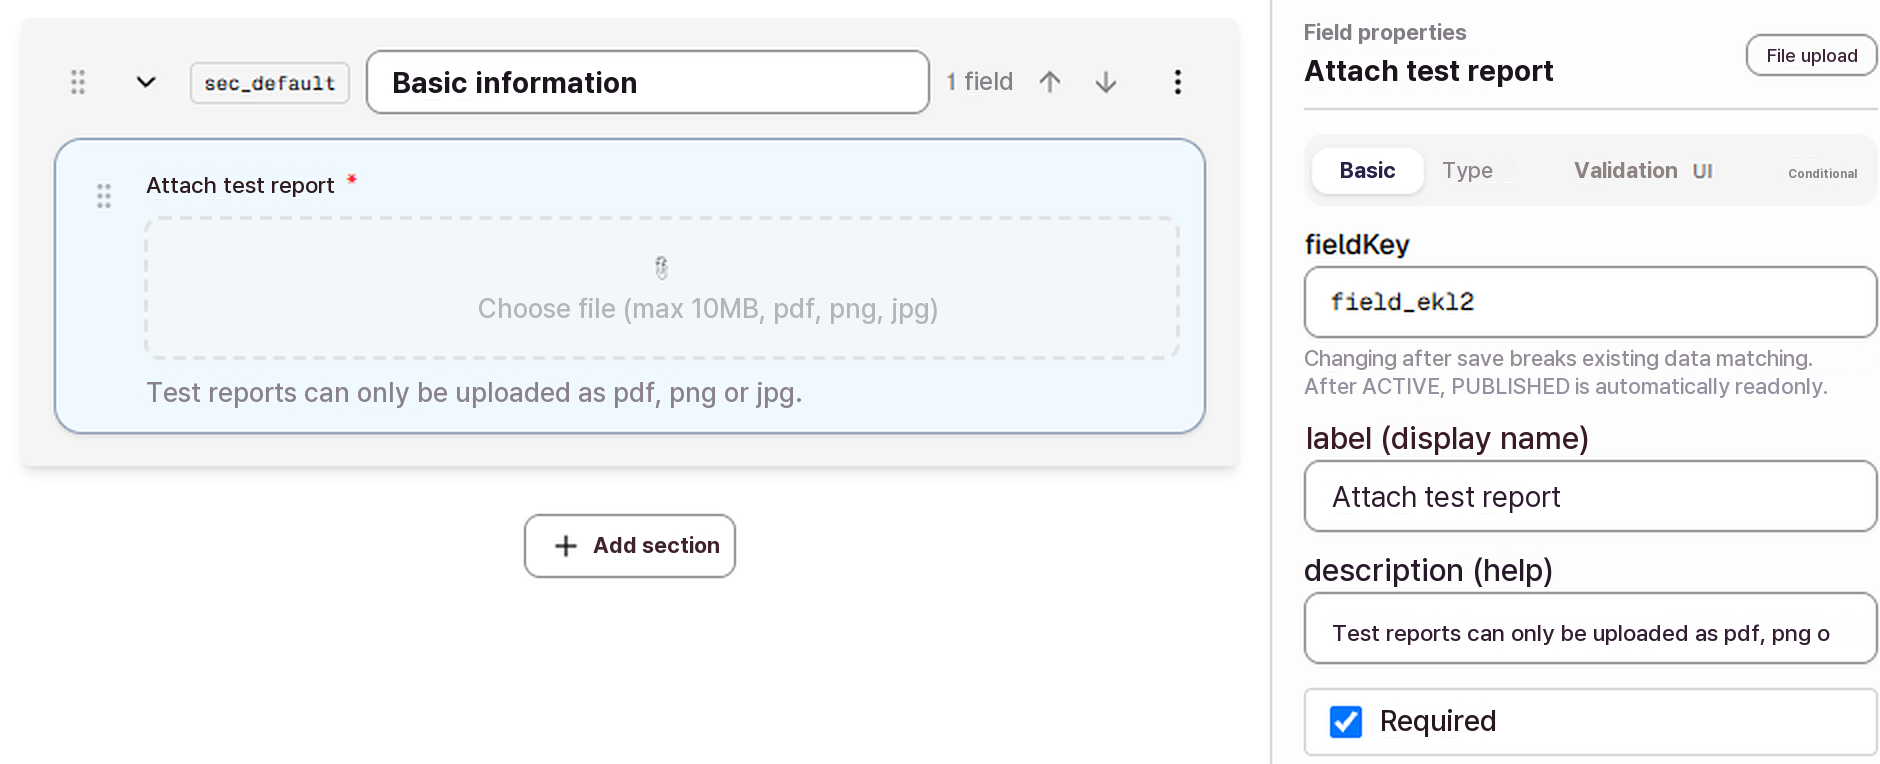 sec_default
Basic information
1 field
Attach test report *
Choose file (max 10MB, pdf, png, jpg)
Test reports can only be uploaded as pdf, png or jpg.
+ Add section
Field properties
Attach test report
File upload
Basic
Type
Validation
UI
Conditional
fieldKey
field_ekl2
Changing after save breaks existing data matching.
After ACTIVE, PUBLISHED is automatically readonly.
label (display name)
Attach test report
description (help)
Test reports can only be uploaded as pdf, png o
Required